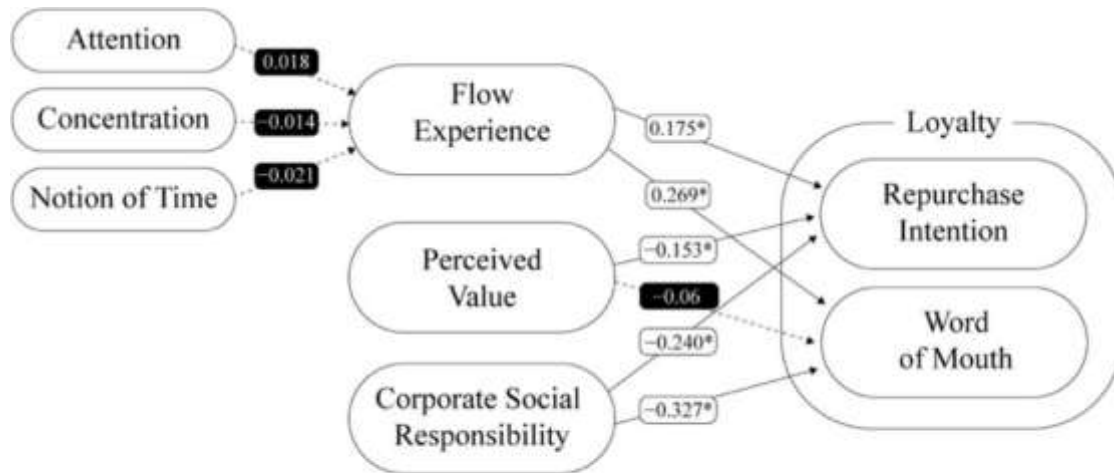 Attention
0.018
Concentration
−0.014
Notion of Time
−0.021
Flow
Experience
0.175*
0.269*
Perceived
Value
−0.153*
−0.06
Corporate Social
Responsibility
−0.240*
−0.327*
Loyalty
Repurchase
Intention
Word
of Mouth